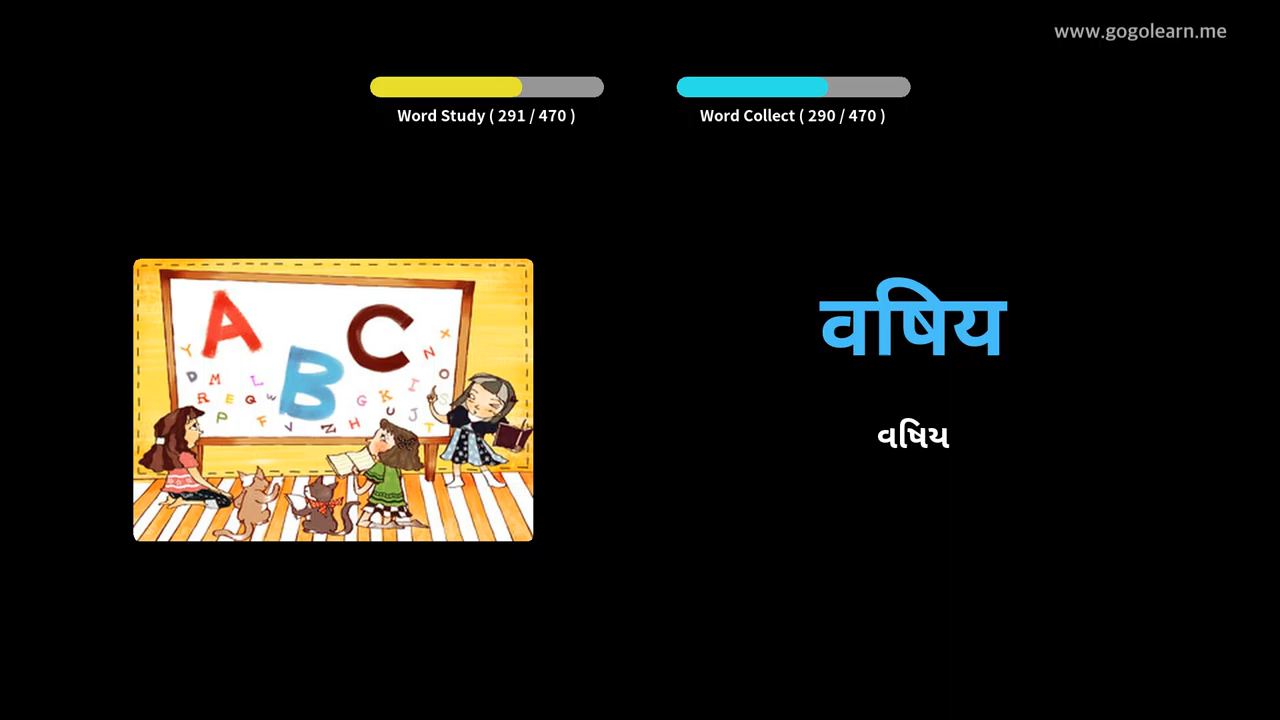 www.gogolearn.me
Word Study ( 291 / 470 )
Word Collect ( 290 / 470 )
A B C
X
Y N
D M L I O
R E Q W G K S
P F V Z H U J T
वषिय
વષિય